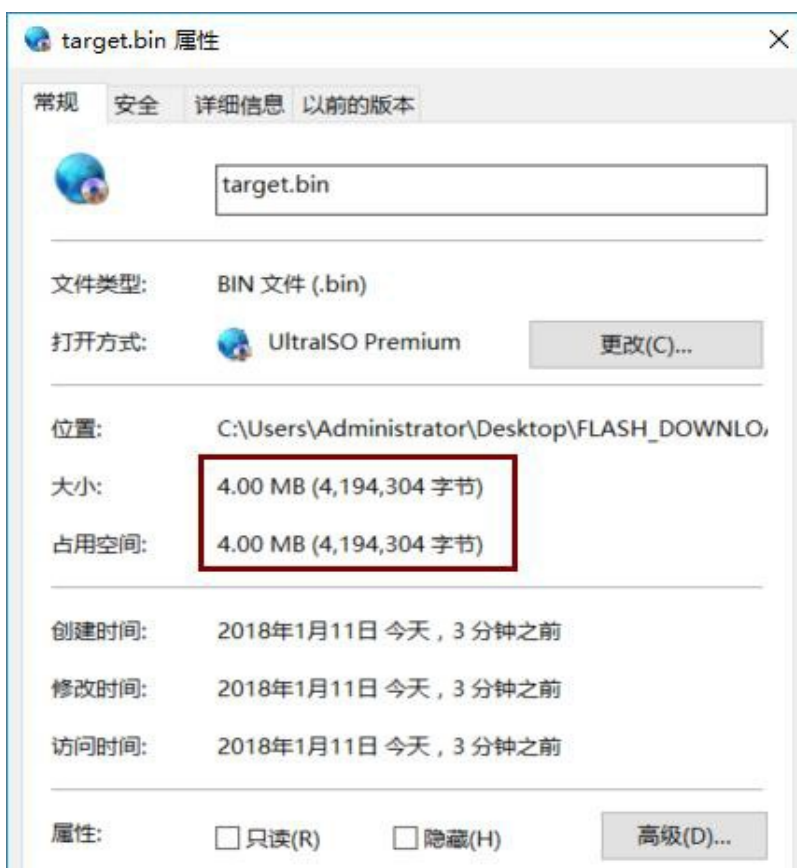 target.bin 属性
常规 安全 详细信息 以前的版本
target.bin
文件类型: BIN 文件 (.bin)
打开方式: UltraISO Premium 更改(C)...
位置: C:\Users\Administrator\Desktop\FLASH_DOWNLO
大小: 4.00 MB (4,194,304 字节)
占用空间: 4.00 MB (4,194,304 字节)
创建时间: 2018年1月11日 今天，3 分钟之前
修改时间: 2018年1月11日 今天，3 分钟之前
访问时间: 2018年1月11日 今天，3 分钟之前
属性: 只读(R) 隐藏(H) 高级(D)...